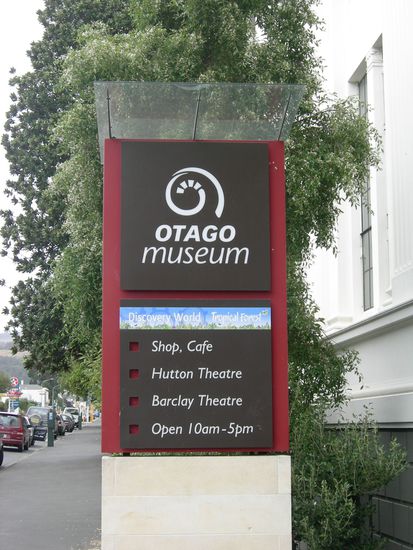 OTAGO
museum
Discovery World Tropical Forest
Shop, Cafe
Hutton Theatre
Barclay Theatre
Open 10am-5pm